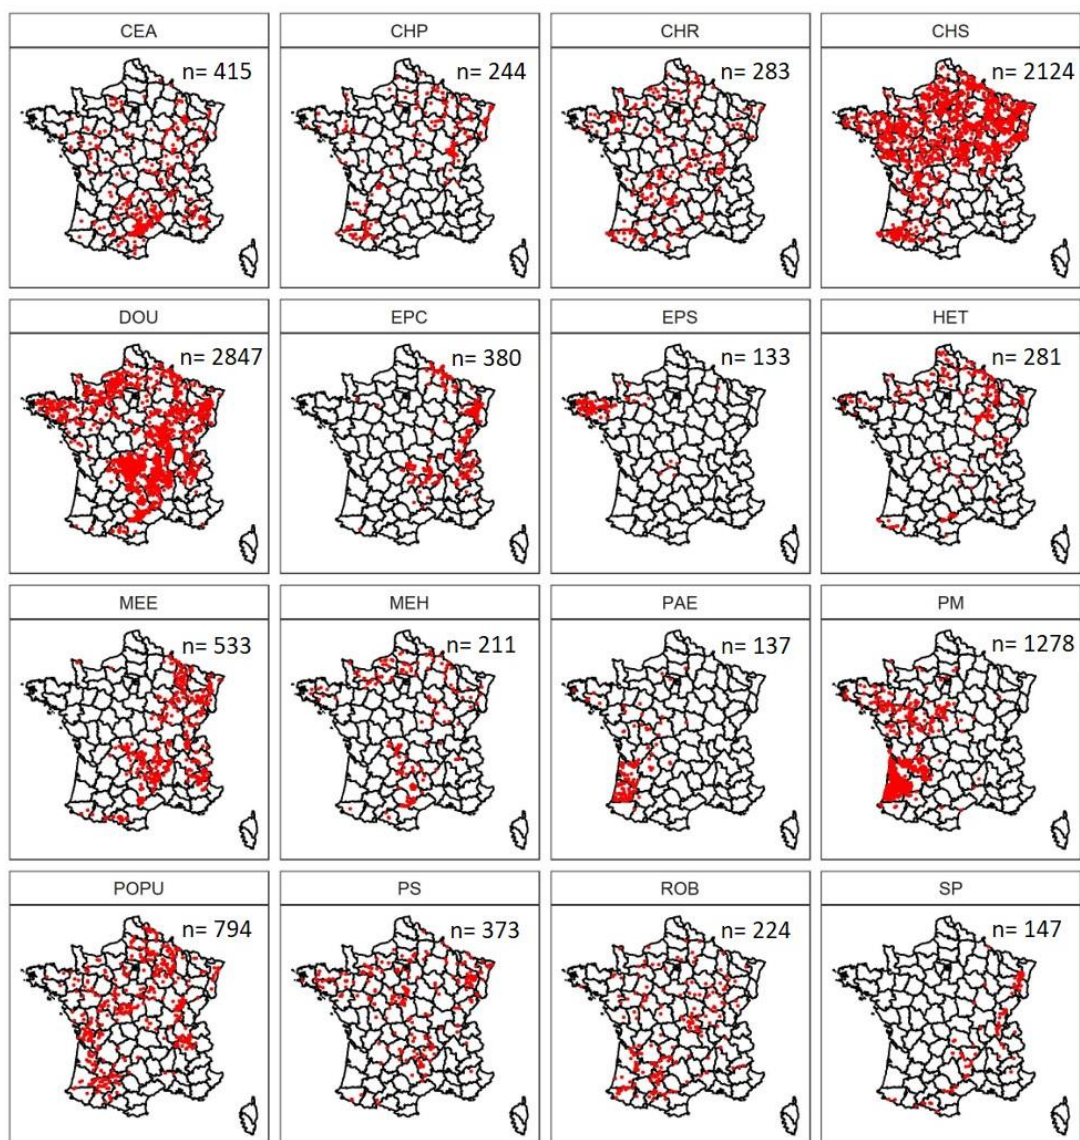 CEA CHP CHR CHS
n= 415 n= 244 n= 283 n= 2124
DOU EPC EPS HET
n= 2847 n= 380 n= 133 n= 281
MEE MEH PAE PM
n= 533 n= 211 n= 137 n= 1278
POPU PS ROB SP
n= 794 n= 373 n= 224 n= 147